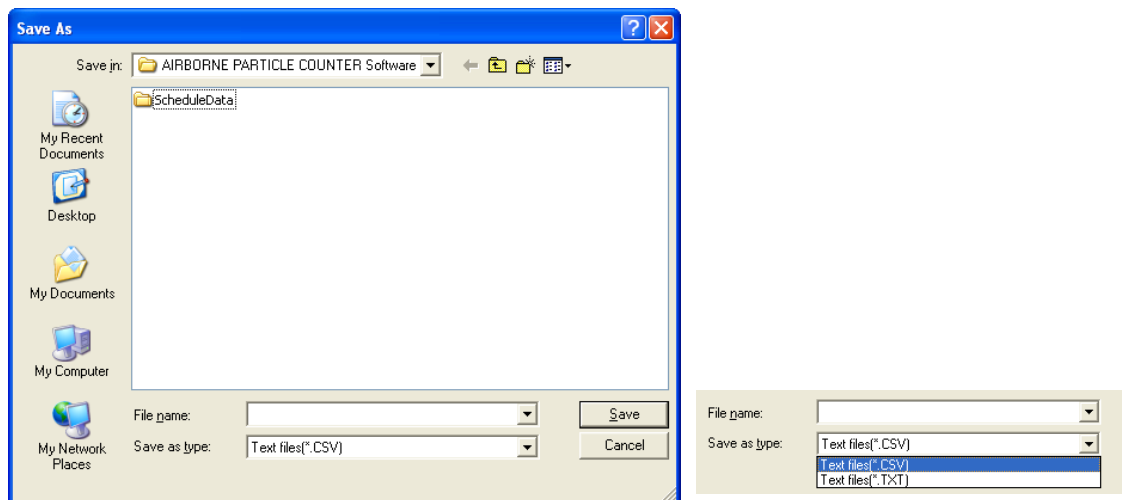 Save As
Save in:
AIRBORNE PARTICLE COUNTER Software
ScheduleData
My Recent
Documents
Desktop
My Documents
My Computer
My Network
Places
File name:
Save
Save as type:
Text files(*.CSV)
Cancel
File name:
Save as type:
Text files(*.CSV)
Text files(*.CSV)
Text files(*.TXT)